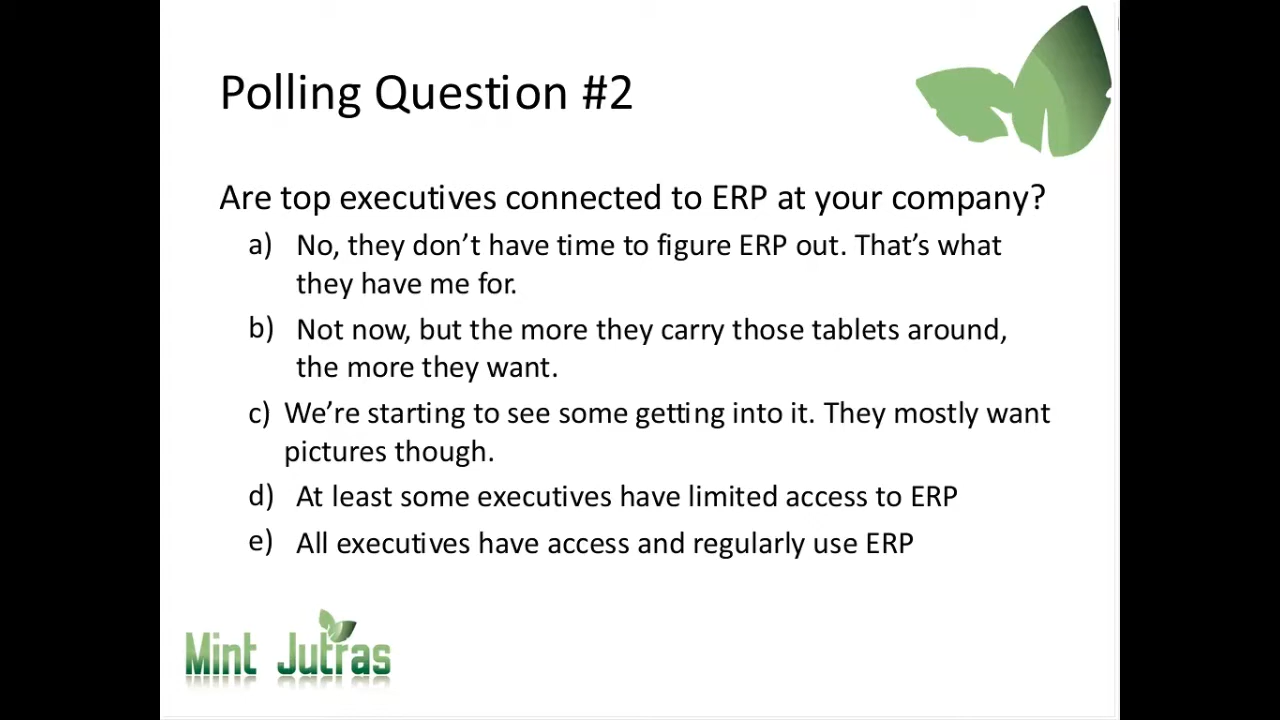 Polling Question #2
Are top executives connected to ERP at your company?
a) No, they don’t have time to figure ERP out. That’s what
they have me for.
b) Not now, but the more they carry those tablets around,
the more they want.
c) We’re starting to see some getting into it. They mostly want
pictures though.
d) At least some executives have limited access to ERP
e) All executives have access and regularly use ERP
Mint Jutras